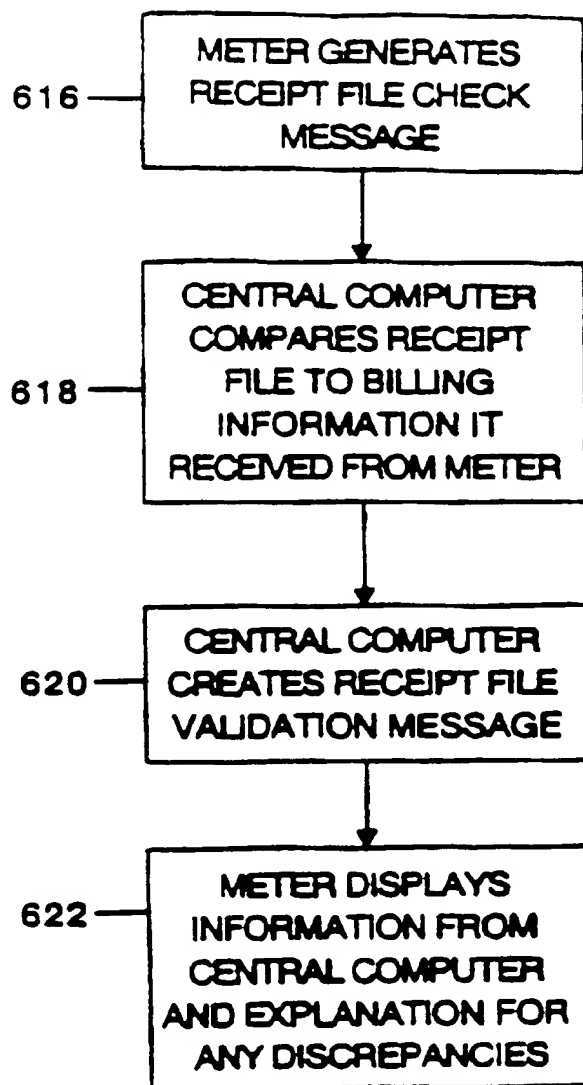 616
METER GENERATES
RECEIPT FILE CHECK
MESSAGE
618
CENTRAL COMPUTER
COMPARES RECEIPT
FILE TO BILLING
INFORMATION IT
RECEIVED FROM METER
620
CENTRAL COMPUTER
CREATES RECEIPT FILE
VALIDATION MESSAGE
622
METER DISPLAYS
INFORMATION FROM
CENTRAL COMPUTER
AND EXPLANATION FOR
ANY DISCREPANCIES